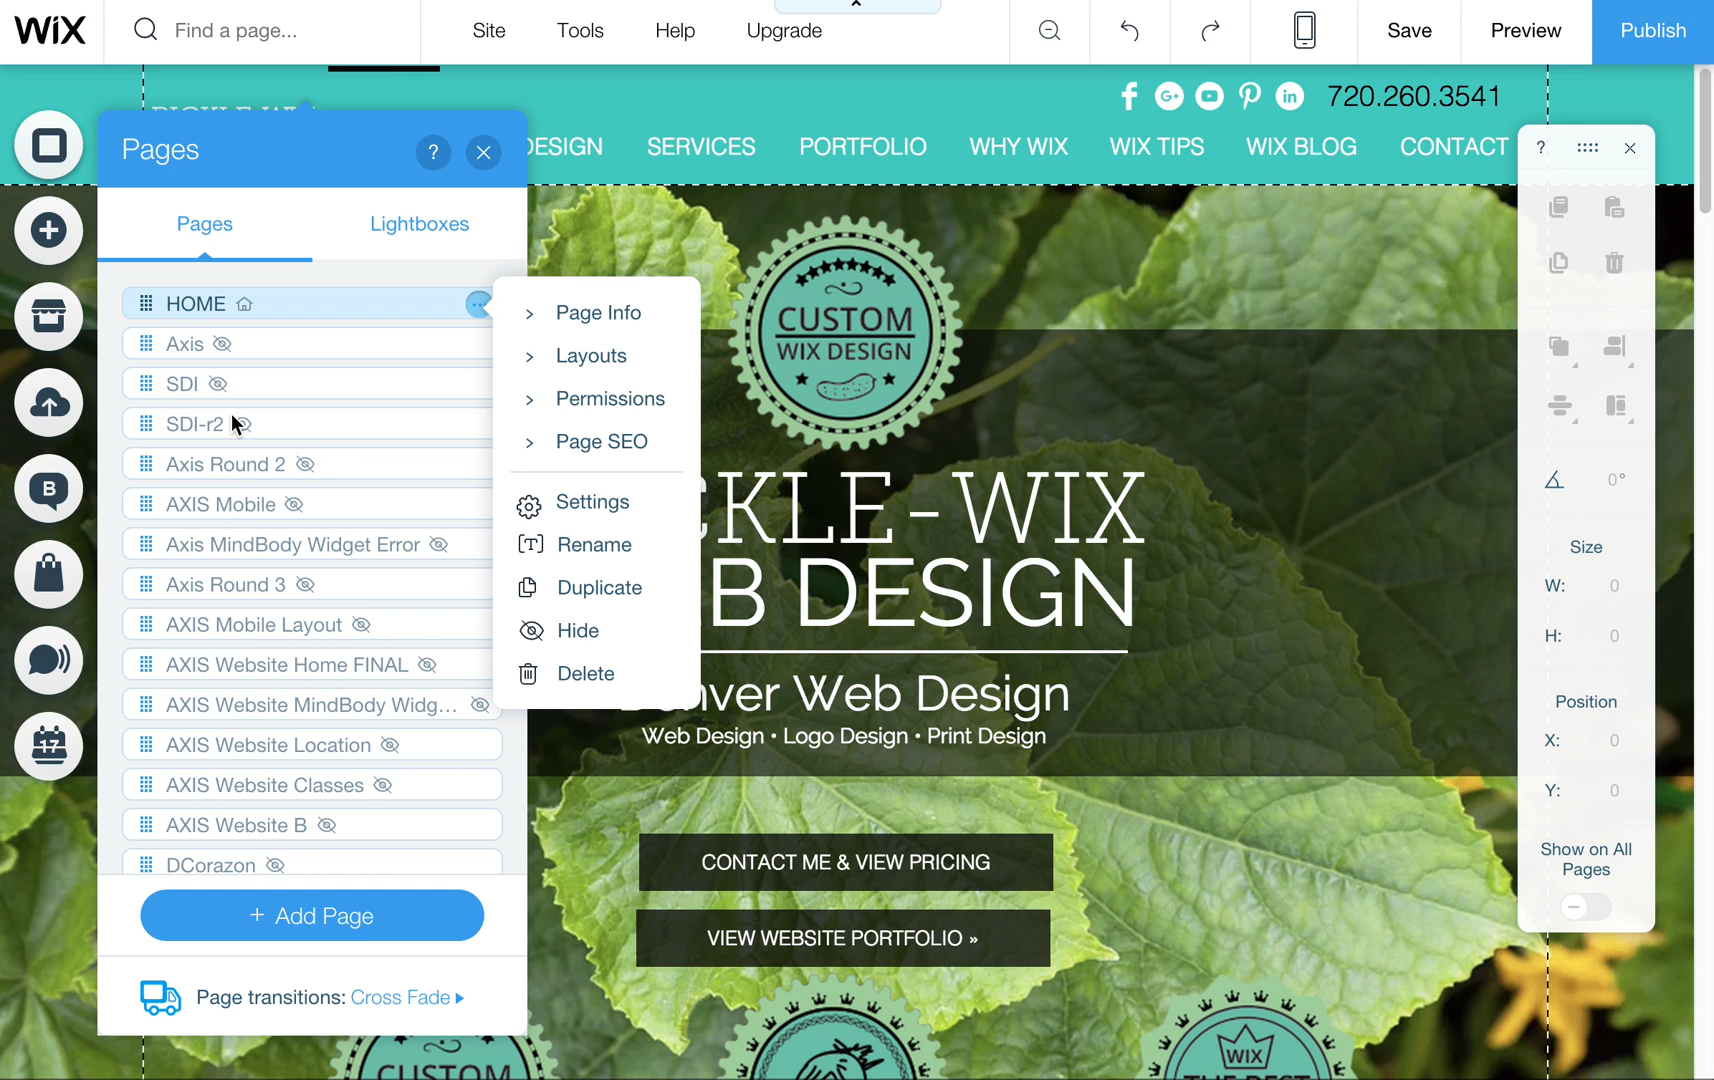 WiX
Find a page...
Site
Tools
Help
Upgrade
Save
Preview
Publish
720.260.3541
DESIGN
SERVICES
PORTFOLIO
WHY WIX
WIX TIPS
WIX BLOG
CONTACT
Pages
?
Pages
Lightboxes
HOME
Axis
SDI
SDI-r2
Axis Round 2
AXIS Mobile
Axis MindBody Widget Error
Axis Round 3
AXIS Mobile Layout
AXIS Website Home FINAL
AXIS Website MindBody Widg...
AXIS Website Location
AXIS Website Classes
AXIS Website B
DCorazon
+ Add Page
Page transitions: Cross Fade
Page Info
Layouts
Permissions
Page SEO
Settings
Rename
Duplicate
Hide
Delete
B
17
CUSTOM
WIX DESIGN
CKLE-WIX
B DESIGN
nver Web Design
Web Design • Logo Design • Print Design
CONTACT ME & VIEW PRICING
VIEW WEBSITE PORTFOLIO »
CUSTOM
WIX
THE BEST
?
0°
Size
W: 0
H: 0
Position
X: 0
Y: 0
Show on All
Pages